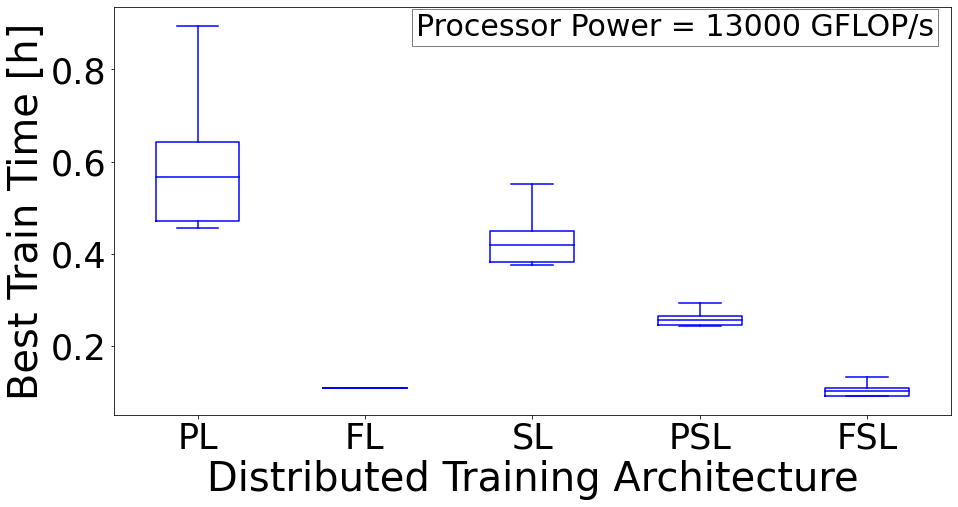 Processor Power = 13000 GFLOP/s
Best Train Time [h]
0.8
0.6
0.4
0.2
PL FL SL PSL FSL
Distributed Training Architecture